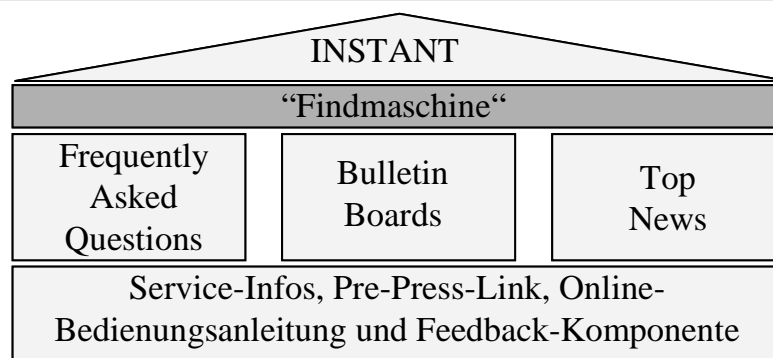 INSTANT
“Findmaschine“
Frequently
Asked
Questions
Bulletin
Boards
Top
News
Service-Infos, Pre-Press-Link, Online-
Bedienungsanleitung und Feedback-Komponente